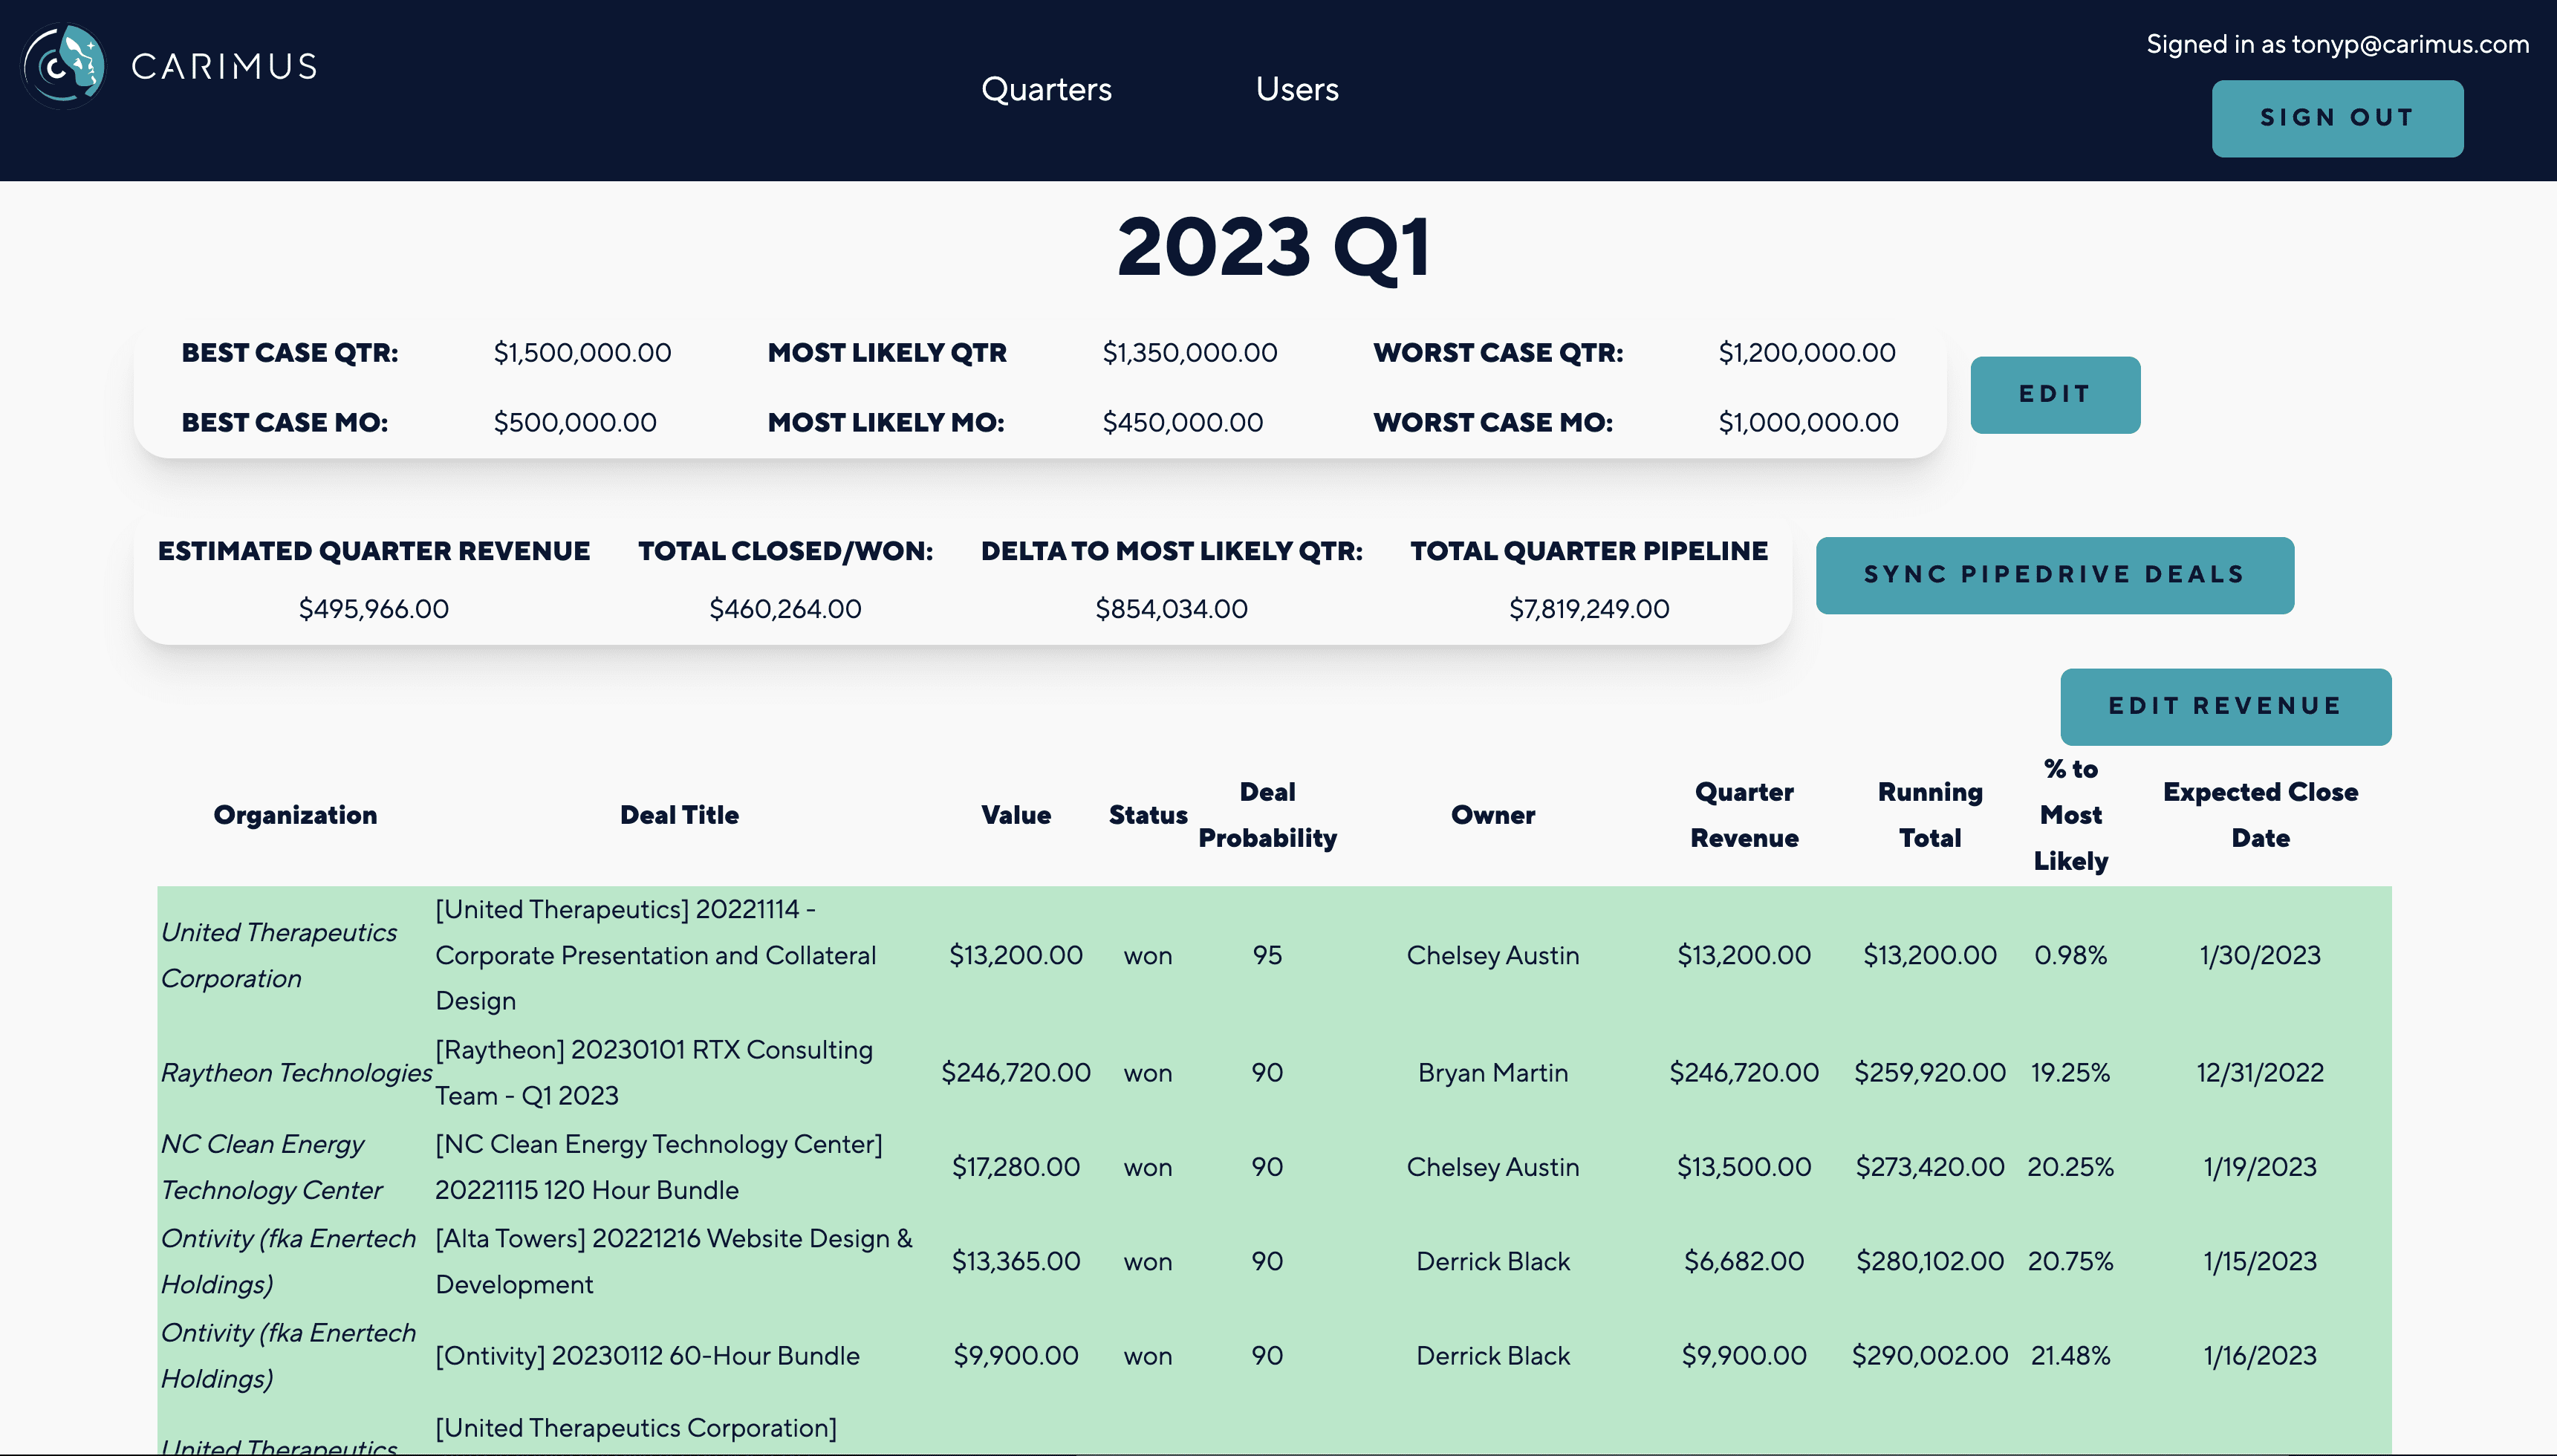 CARIMUS
Quarters
Users
Signed in as tonyp@carimus.com
SIGN OUT
2023 Q1
BEST CASE QTR: $1,500,000.00 MOST LIKELY QTR $1,350,000.00 WORST CASE QTR: $1,200,000.00
BEST CASE MO: $500,000.00 MOST LIKELY MO: $450,000.00 WORST CASE MO: $1,000,000.00
EDIT
ESTIMATED QUARTER REVENUE TOTAL CLOSED/WON: DELTA TO MOST LIKELY QTR: TOTAL QUARTER PIPELINE
$495,966.00 $460,264.00 $854,034.00 $7,819,249.00
SYNC PIPEDRIVE DEALS
EDIT REVENUE
Organization
Deal Title
Value
Status
Deal
Probability
Owner
Quarter
Revenue
Running
Total
% to
Most
Likely
Expected Close
Date
United Therapeutics
Corporation
[United Therapeutics] 20221114 -
Corporate Presentation and Collateral
Design
$13,200.00 won 95 Chelsey Austin $13,200.00 $13,200.00 0.98% 1/30/2023
Raytheon Technologies
[Raytheon] 20230101 RTX Consulting
Team - Q1 2023
$246,720.00 won 90 Bryan Martin $246,720.00 $259,920.00 19.25% 12/31/2022
NC Clean Energy
Technology Center
[NC Clean Energy Technology Center]
20221115 120 Hour Bundle
$17,280.00 won 90 Chelsey Austin $13,500.00 $273,420.00 20.25% 1/19/2023
Ontivity (fka Enertech
Holdings)
[Alta Towers] 20221216 Website Design &
Development
$13,365.00 won 90 Derrick Black $6,682.00 $280,102.00 20.75% 1/15/2023
Ontivity (fka Enertech
Holdings)
[Ontivity] 20230112 60-Hour Bundle
$9,900.00 won 90 Derrick Black $9,900.00 $290,002.00 21.48% 1/16/2023
United Therapeutics
[United Therapeutics Corporation]